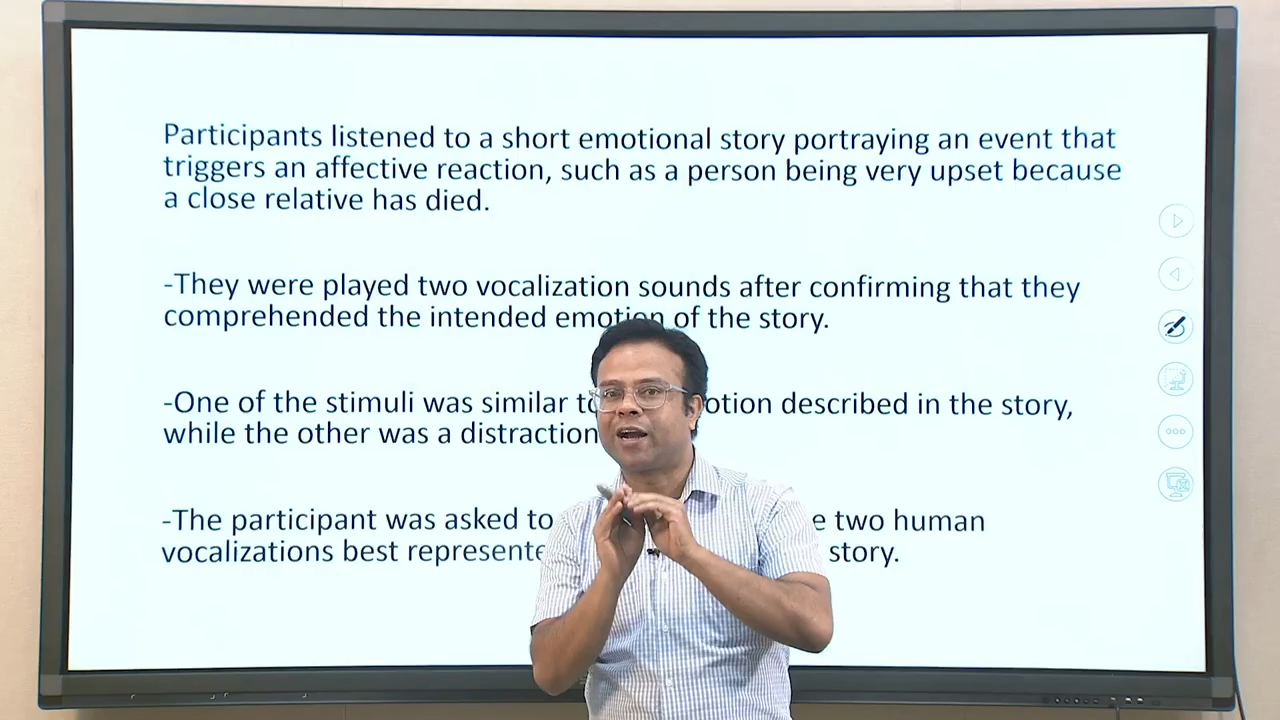 Participants listened to a short emotional story portraying an event that
triggers an affective reaction, such as a person being very upset because
a close relative has died.
-They were played two vocalization sounds after confirming that they
comprehended the intended emotion of the story.
-One of the stimuli was similar to otion described in the story,
while the other was a distraction
-The participant was asked to e two human
vocalizations best represente story.